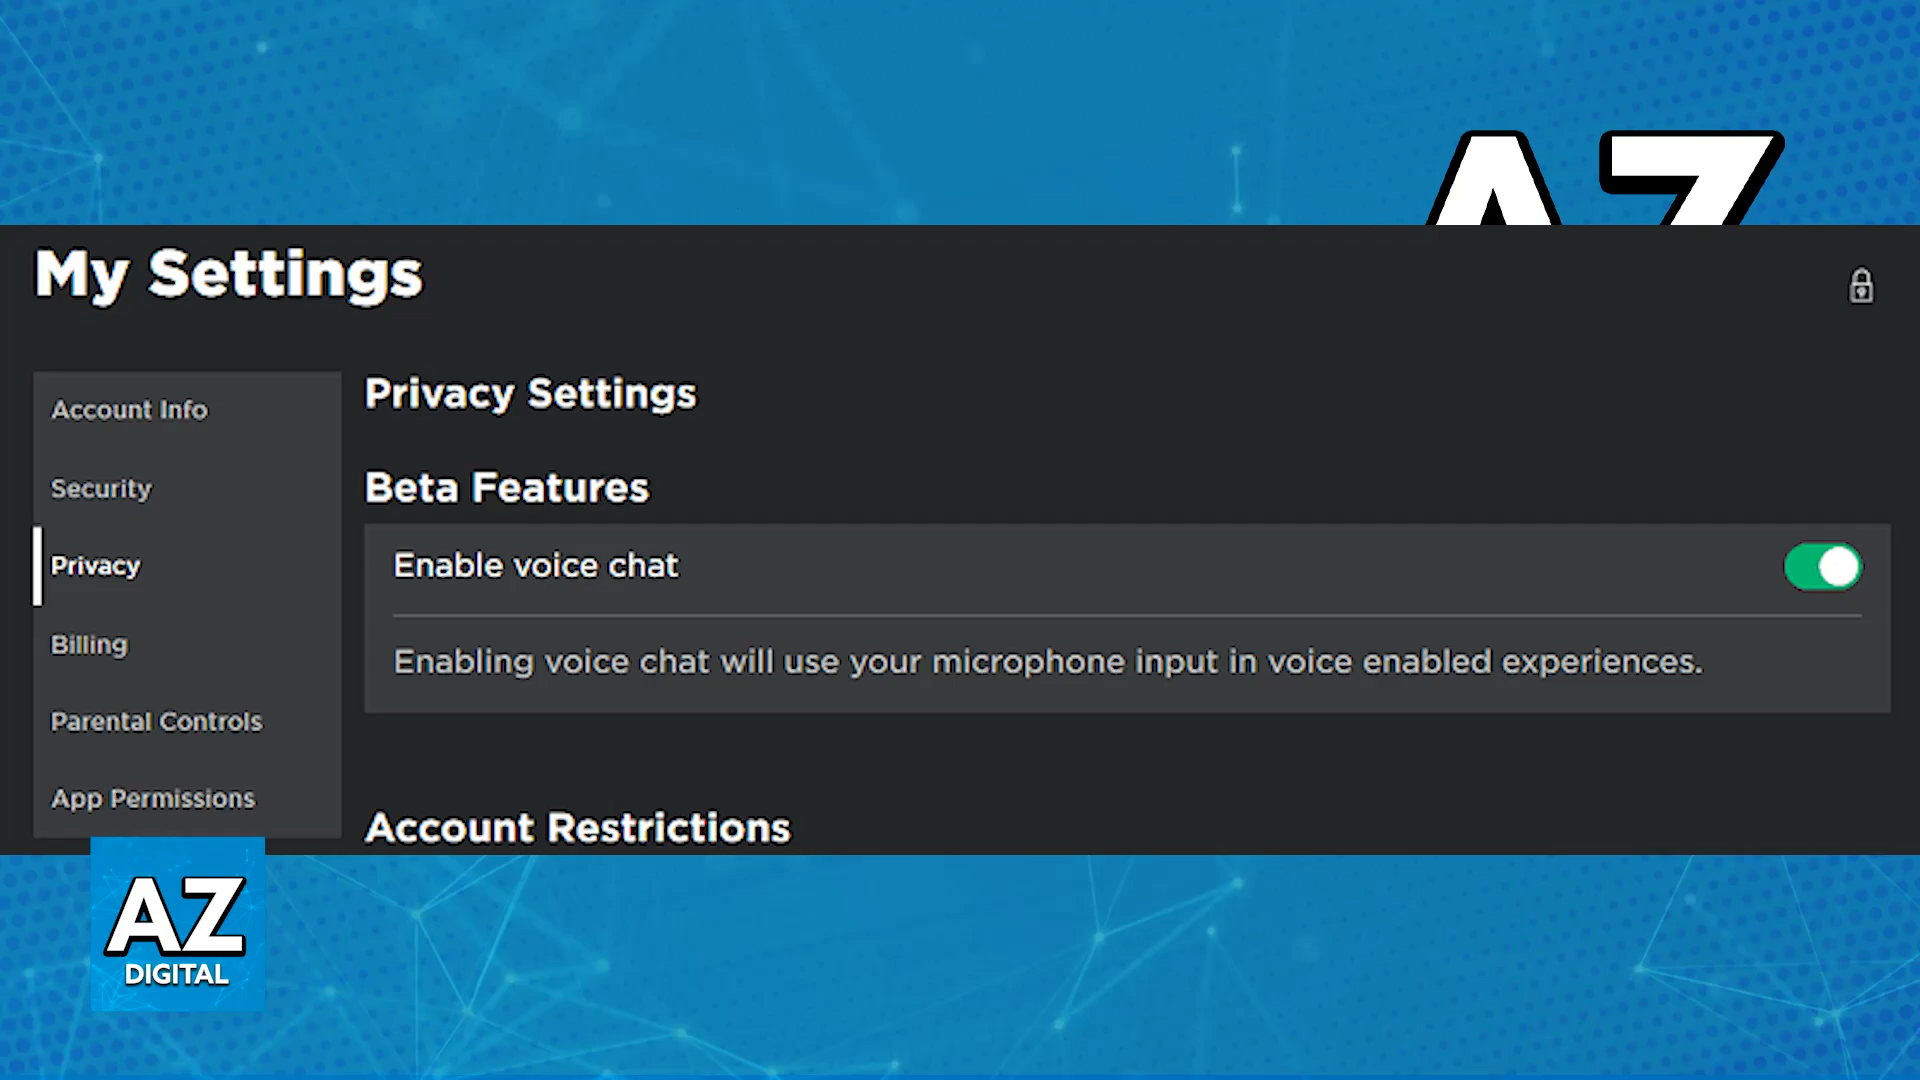 AZ
My Settings
Account Info
Security
Privacy
Billing
Parental Controls
App Permissions
Privacy Settings
Beta Features
Enable voice chat
Enabling voice chat will use your microphone input in voice enabled experiences.
Account Restrictions
AZ
DIGITAL